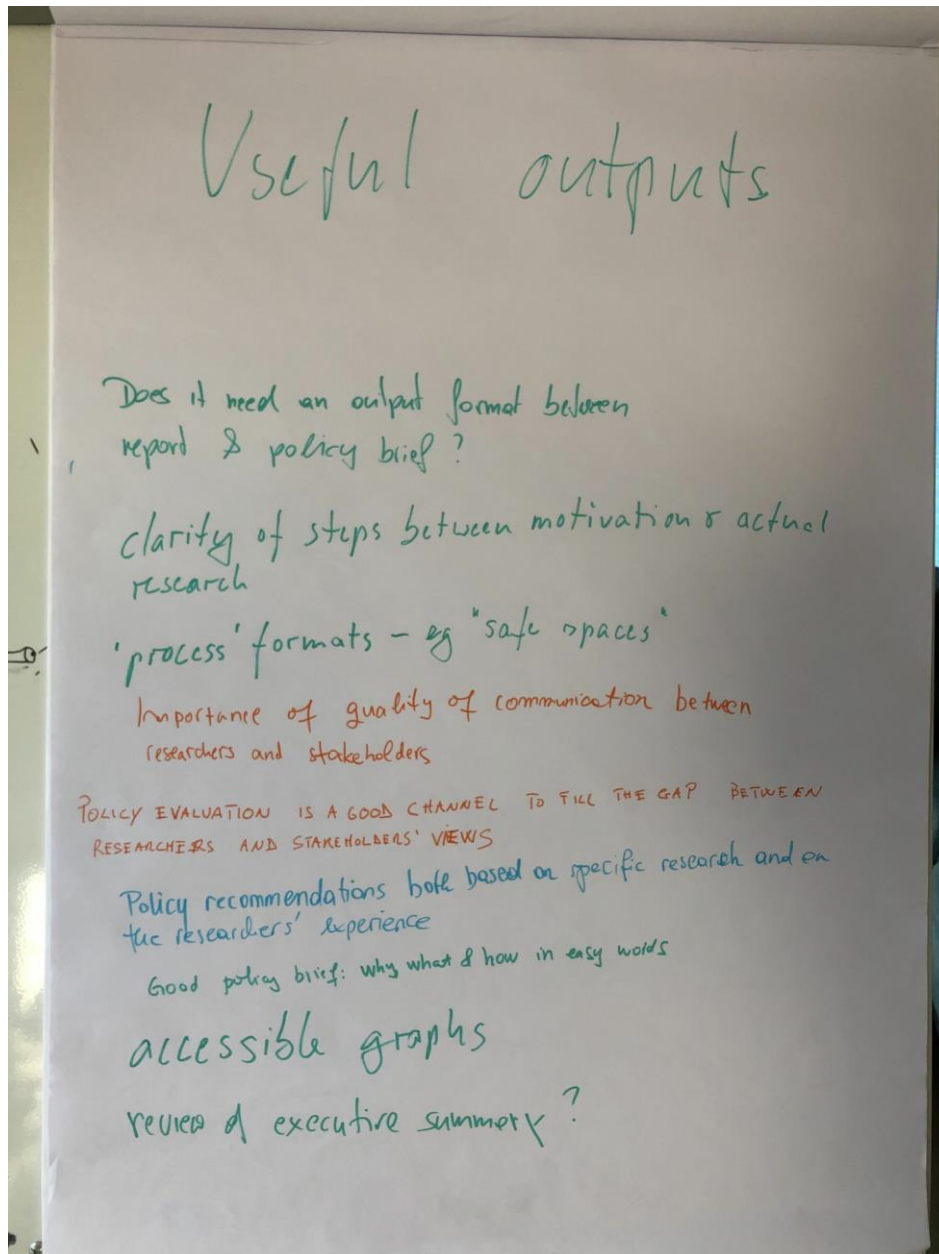 Useful outputs
Does it need an output format between
report & policy brief?
clarity of steps between motivation & actual
research
'process' formats - eg "safe spaces"
Importance of quality of communication between
researchers and stakeholders
POLICY EVALUATION IS A GOOD CHANNEL TO FILL THE GAP BETWEEN
RESEARCHERS AND STAKEHOLDERS' VIEWS
Policy recommendations both based on specific research and on
the researchers' experience
Good policy brief: why what & how in easy words
accessible graphs
review of executive summary?